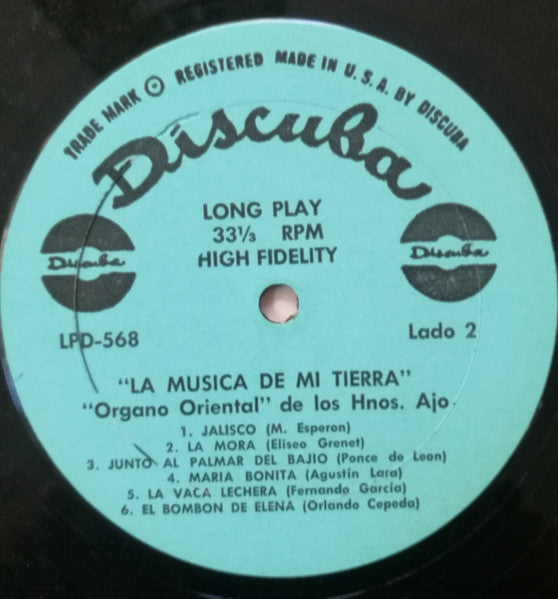 TRADE MARK REGISTERED MADE IN U.S.A. BY DISCUBA
Discuba
LONG PLAY
33⅓ RPM
HIGH FIDELITY
Discuba
Discuba
LPD-568
Lado 2
"LA MUSICA DE MI TIERRA"
"Organo Oriental" de los Hnos. Ajo
1. JALISCO (M. Esperon)
2. LA MORA (Eliseo Grenet)
3. JUNTO AL PALMAR DEL BAJIO (Ponce de Leon)
4. MARIA BONITA (Agustin Lara)
5. LA VACA LECHERA (Fernando García)
6. EL BOMBON DE ELENA (Orlando Cepeda)